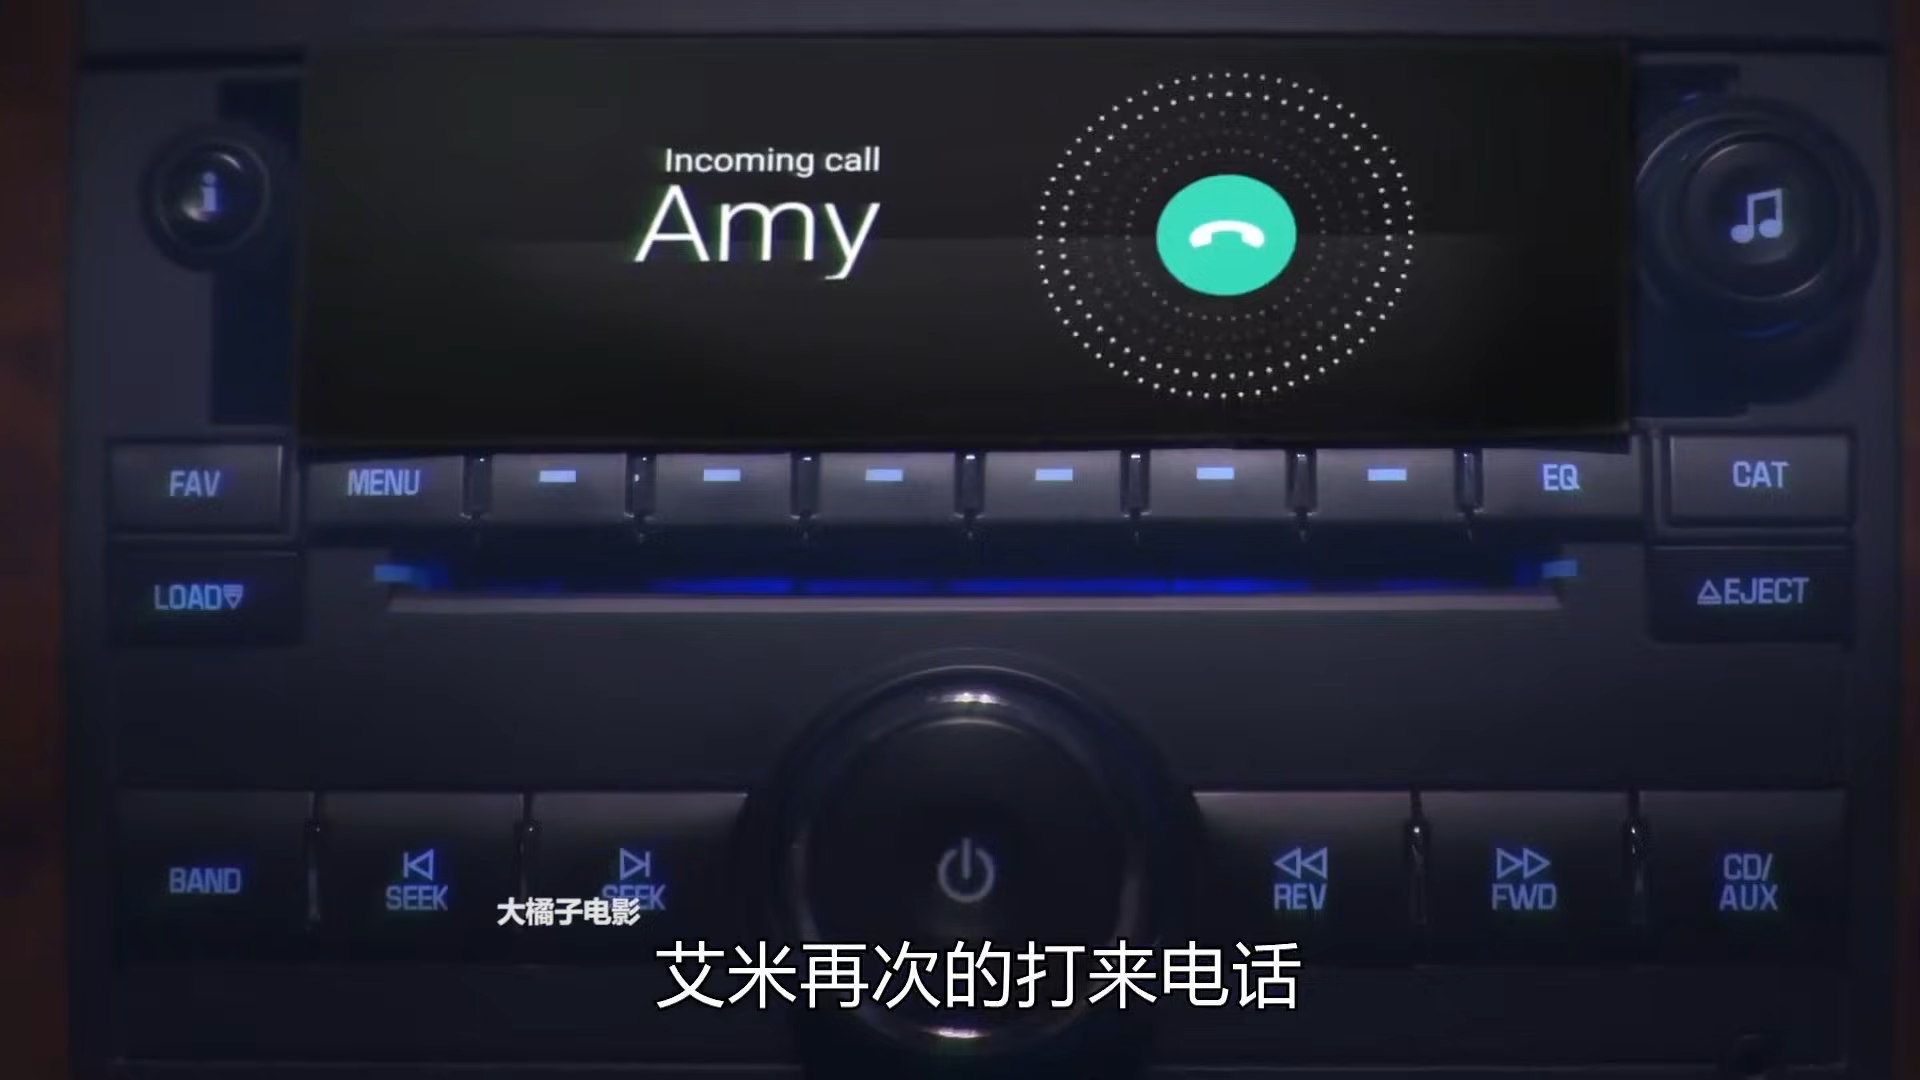 Incoming call
Amy
FAV
MENU
EQ
CAT
LOAD
EJECT
BAND
SEEK
SEEK
REV
FWD
CD/
AUX
大橘子电影
艾米再次的打来电话